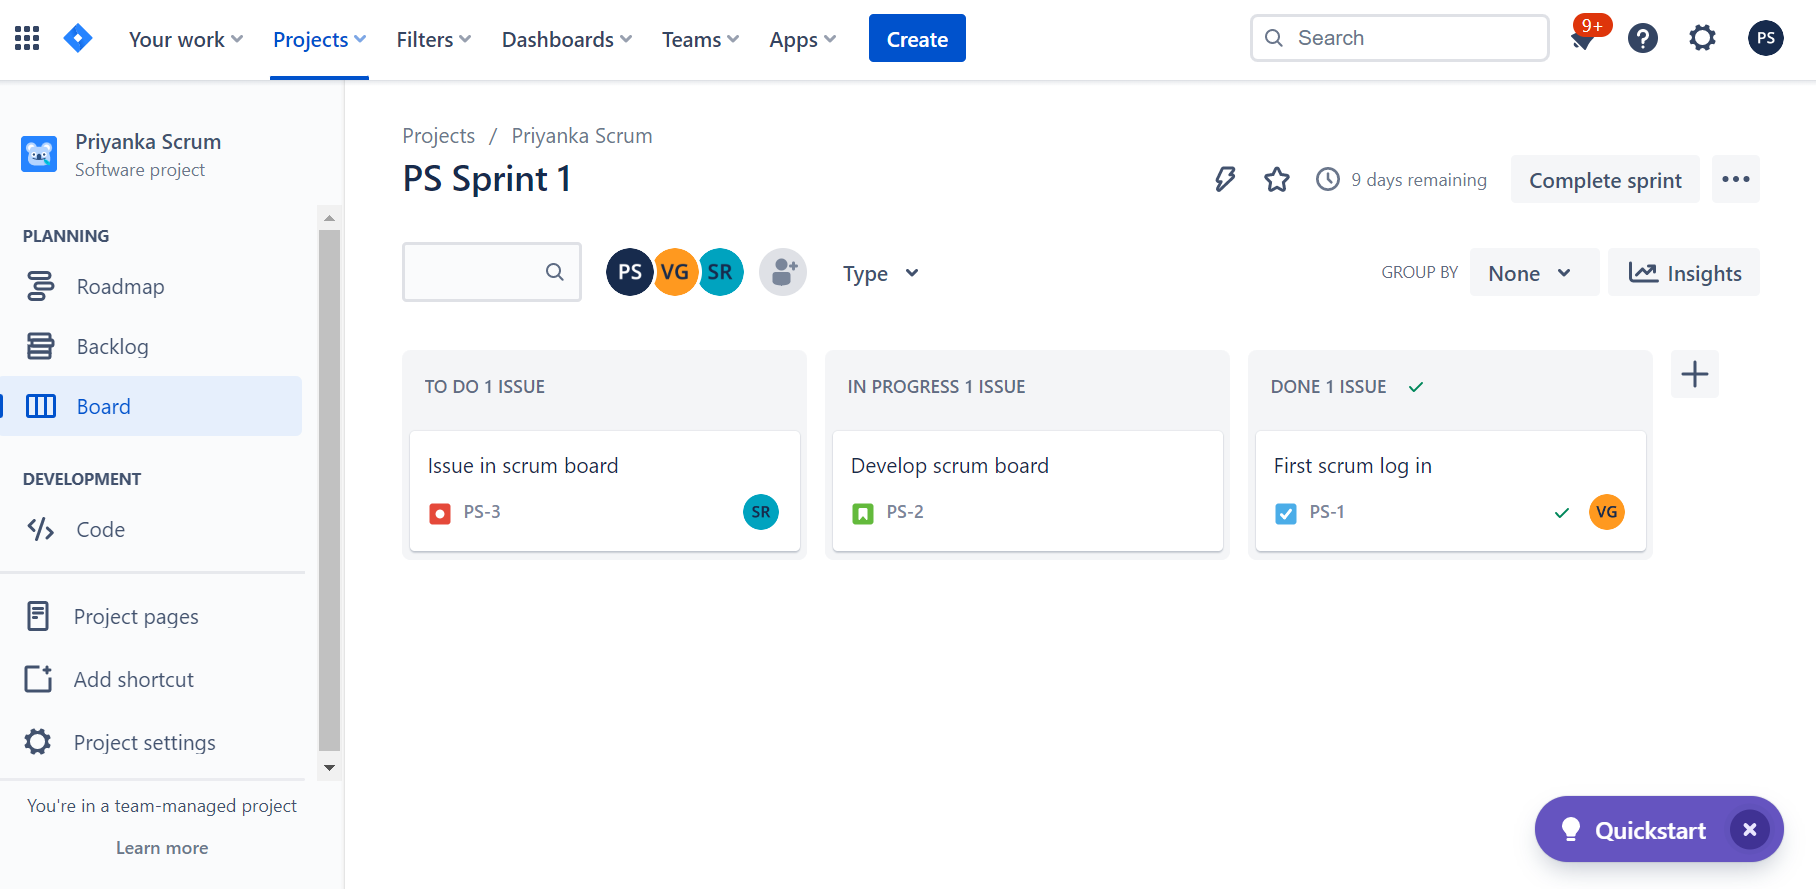 Your work Projects Filters Dashboards Teams Apps Create Search 9+ ? PS
Priyanka Scrum
Software project
PLANNING
Roadmap
Backlog
Board
DEVELOPMENT
Code
Project pages
Add shortcut
Project settings
You're in a team-managed project
Learn more
Projects / Priyanka Scrum
PS Sprint 1
9 days remaining Complete sprint
PS VG SR Type GROUP BY None Insights
TO DO 1 ISSUE
Issue in scrum board
PS-3 SR
IN PROGRESS 1 ISSUE
Develop scrum board
PS-2
DONE 1 ISSUE
First scrum log in
PS-1 VG
Quickstart